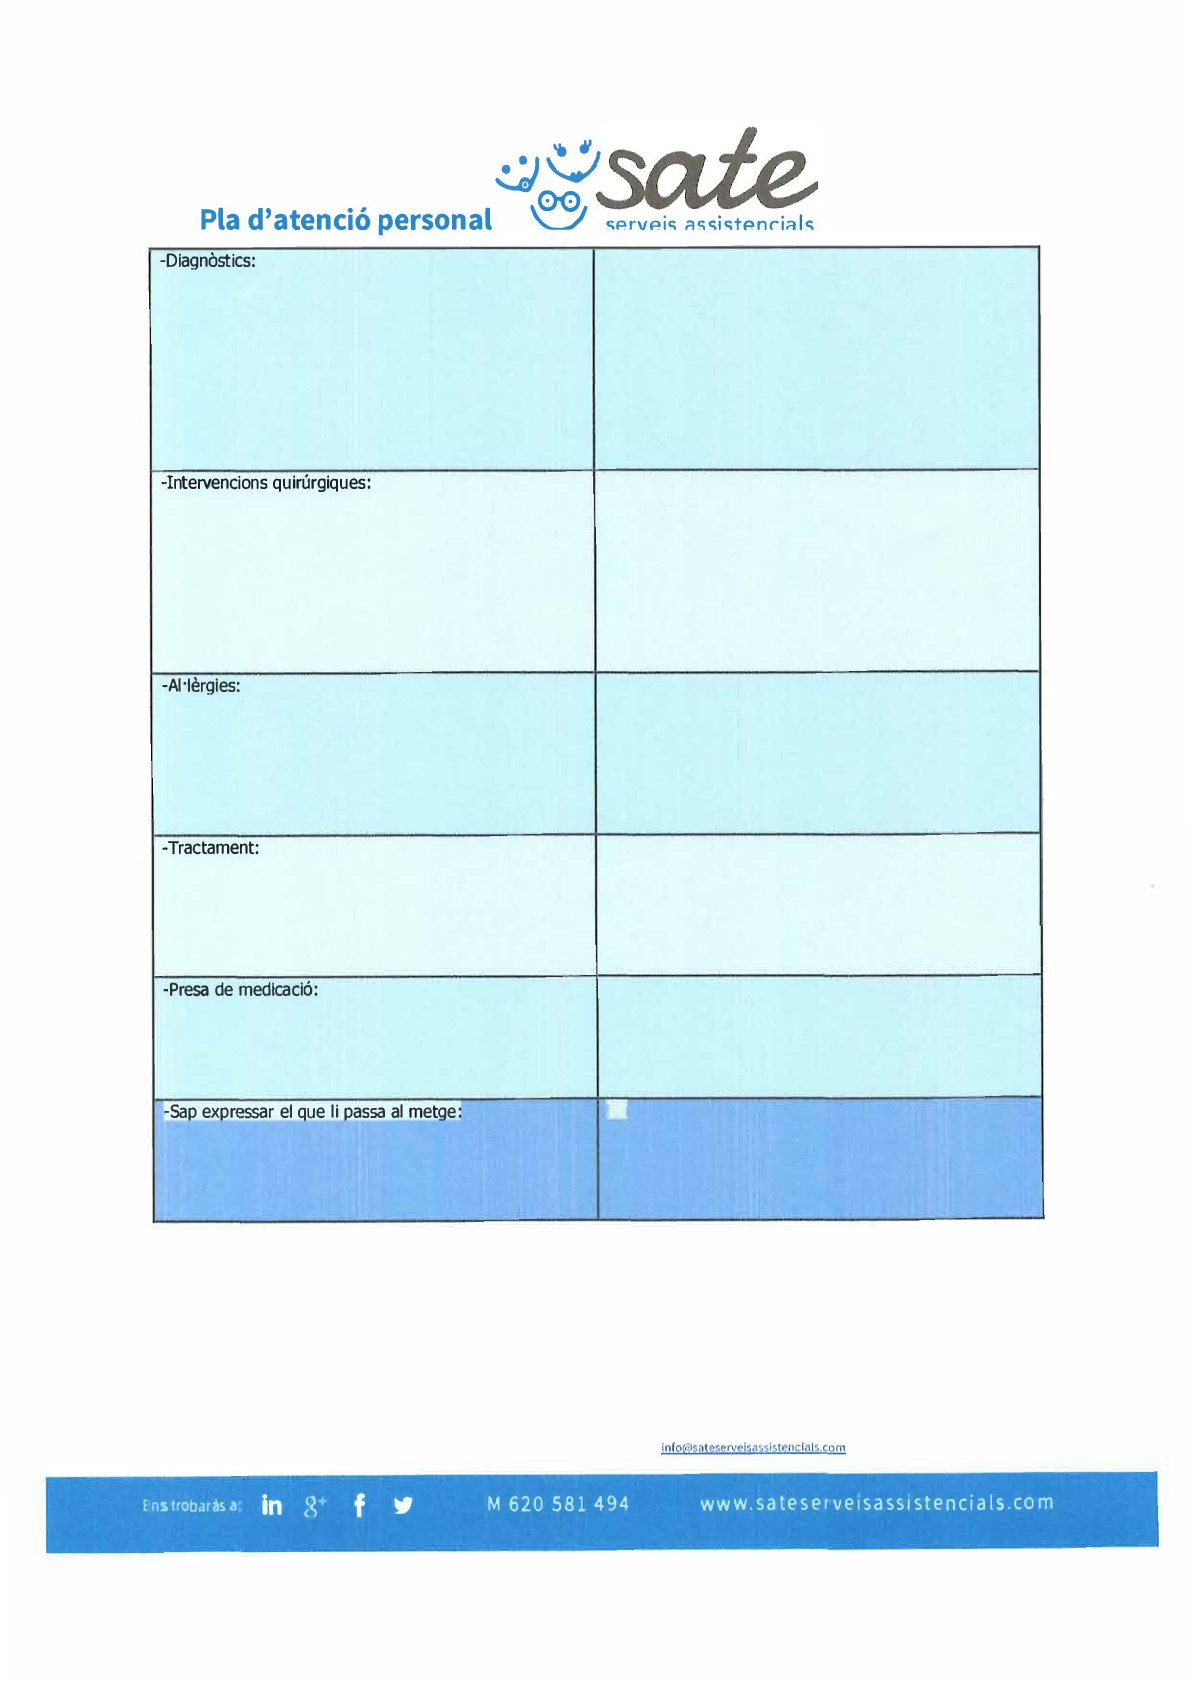 sate
serveis assistencials
Pla d'atenció personal
-Diagnòstics:
-Intervencions quirúrgiques:
-Al·lèrgies:
-Tractament:
-Presa de medicació:
-Sap expressar el que li passa al metge:
info@sateserveisassistencials.com
Ens trobaràs a: in g+ f M 620 581 494 www.sateserveisassistencials.com